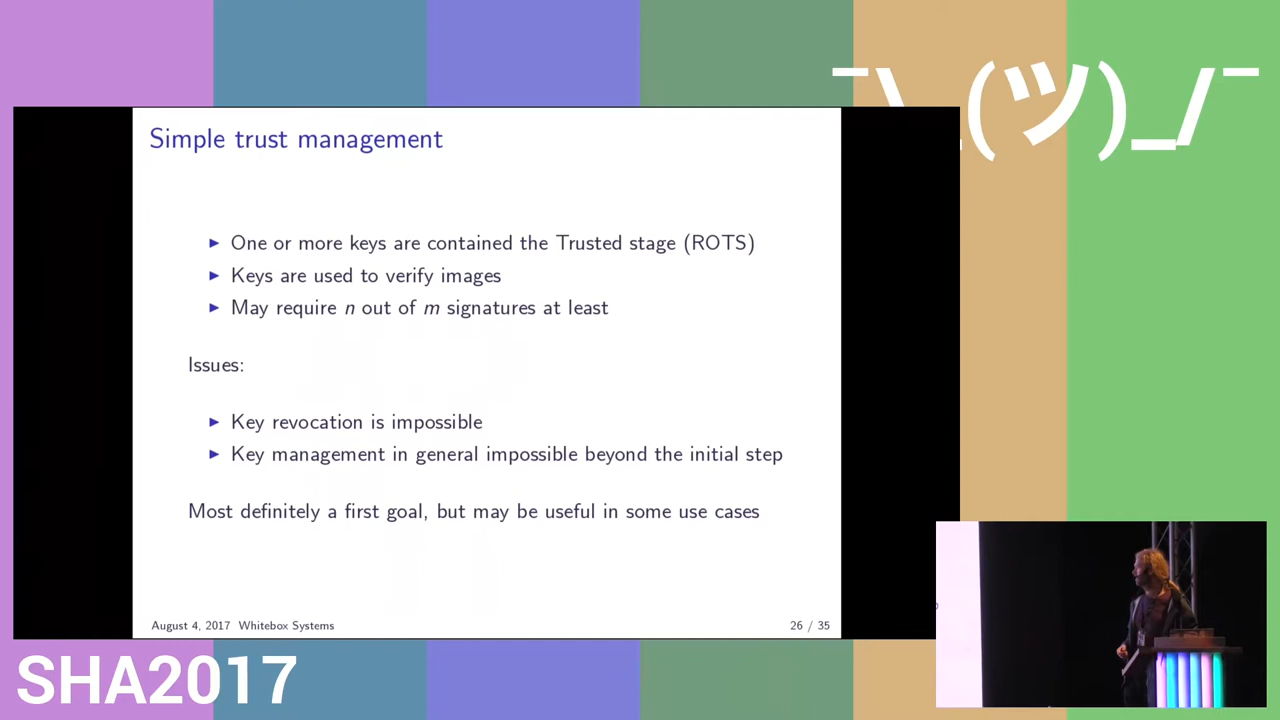 ¯\_(ツ)_/¯
Simple trust management
▶ One or more keys are contained the Trusted stage (ROTS)
▶ Keys are used to verify images
▶ May require n out of m signatures at least
Issues:
▶ Key revocation is impossible
▶ Key management in general impossible beyond the initial step
Most definitely a first goal, but may be useful in some use cases
August 4, 2017 Whitebox Systems 26 / 35
SHA2017